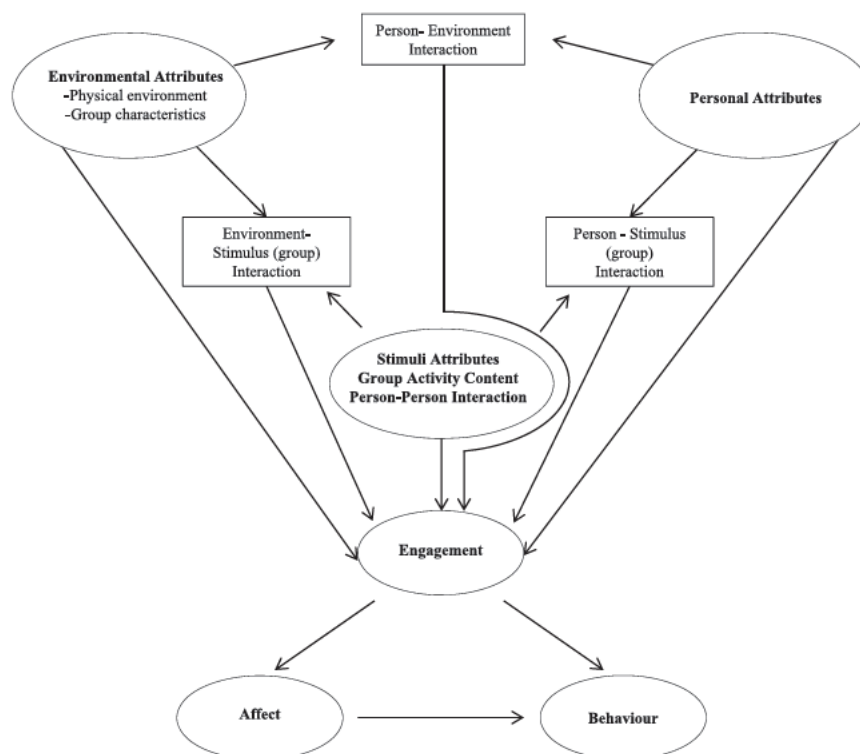 Person- Environment
Interaction
Environmental Attributes
-Physical environment
-Group characteristics
Personal Attributes
Environment-
Stimulus (group)
Interaction
Person - Stimulus
(group)
Interaction
Stimuli Attributes
Group Activity Content
Person-Person Interaction
Engagement
Affect
Behaviour